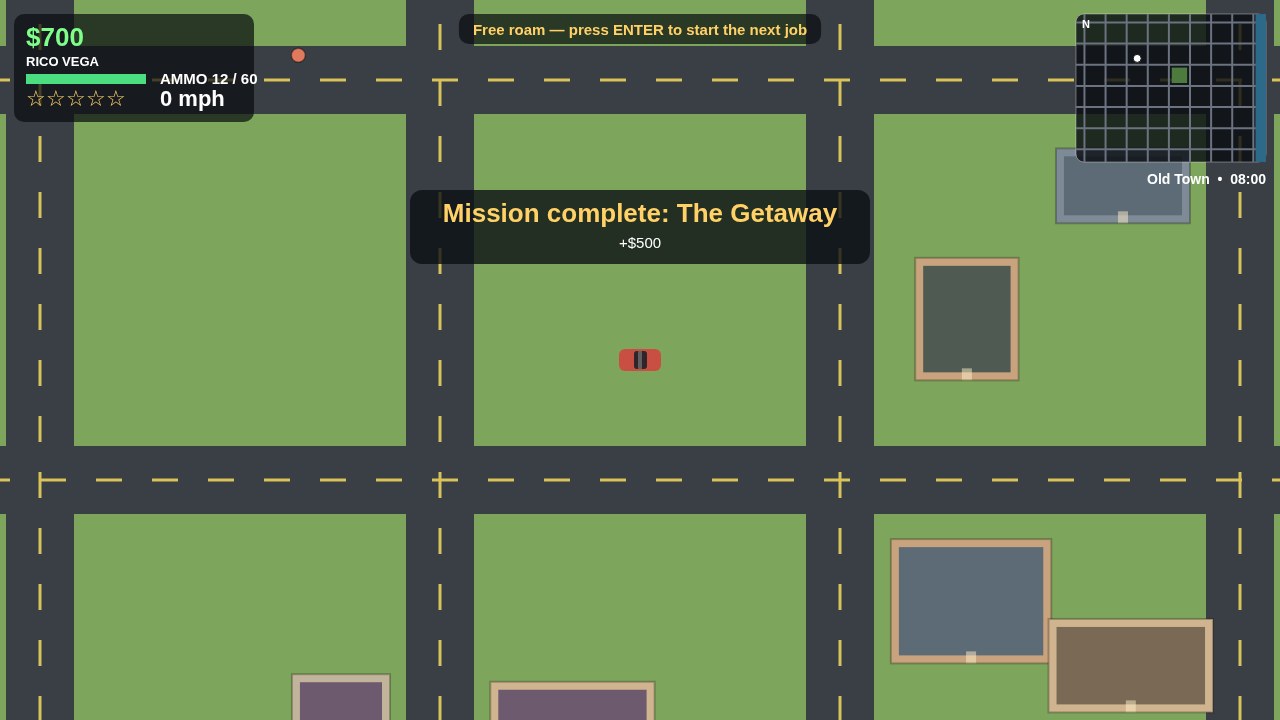 $700
RICO VEGA
AMMO 12 / 60
☆☆☆☆☆ 0 mph
Free roam — press ENTER to start the next job
N
Old Town • 08:00
Mission complete: The Getaway
+$500